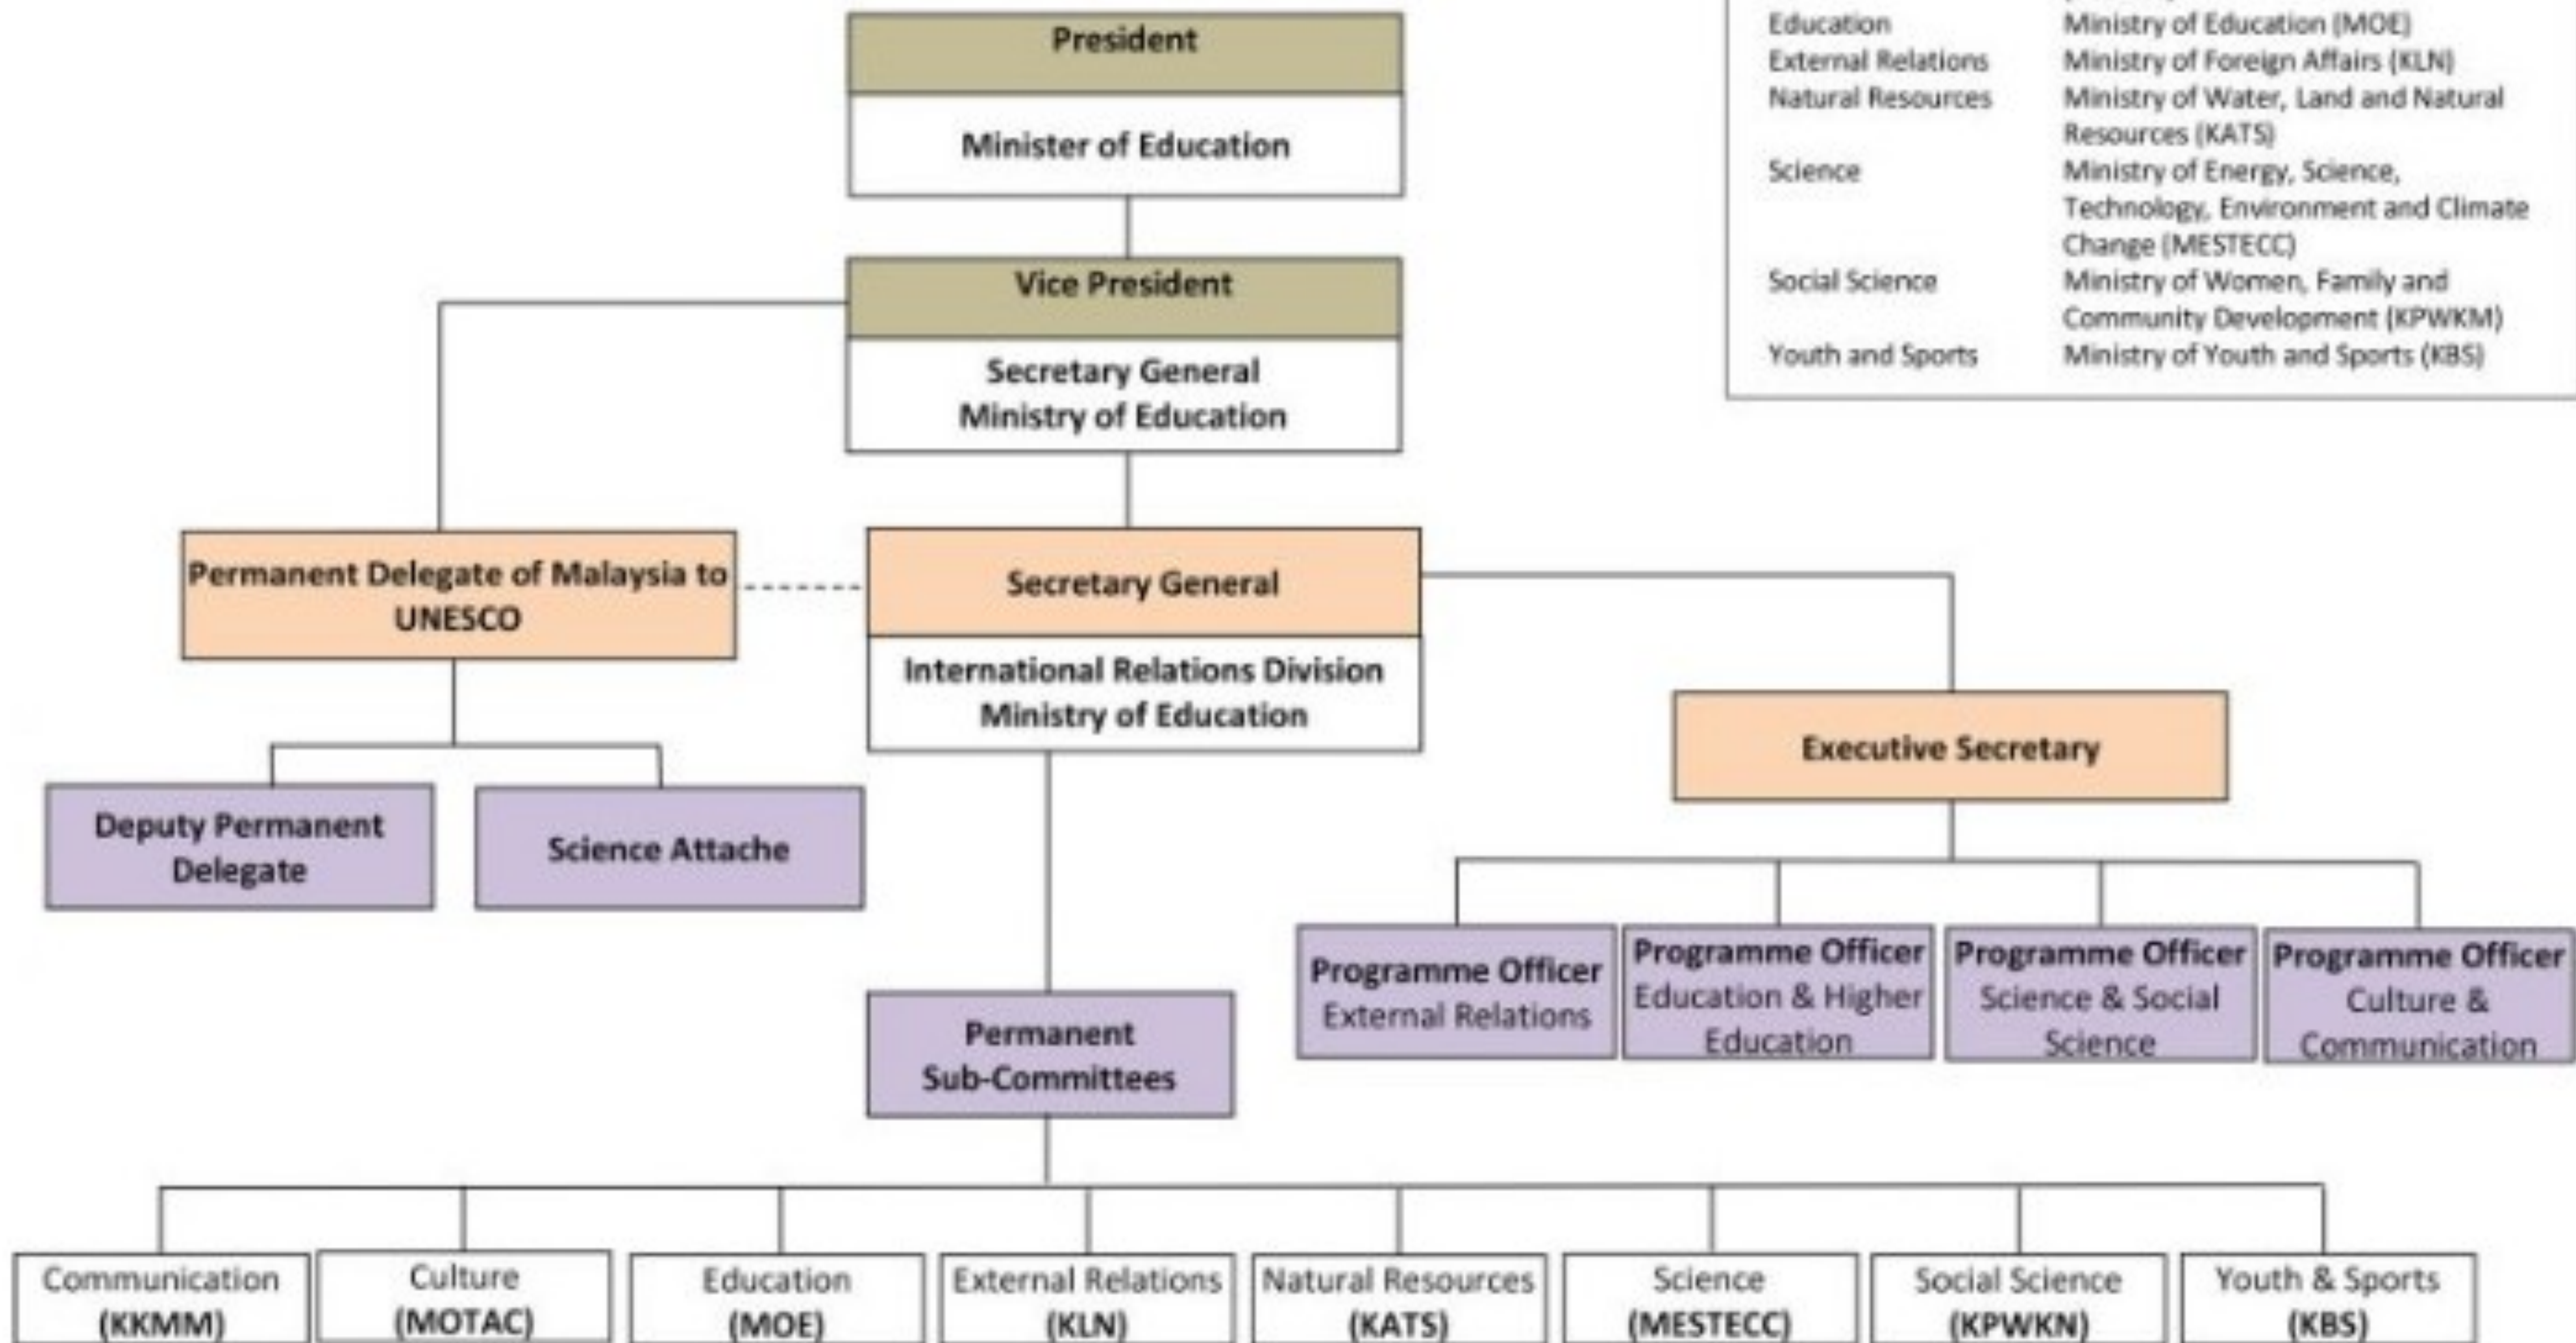 President
Minister of Education
Vice President
Secretary General
Ministry of Education
Education Ministry of Education (MOE)
External Relations Ministry of Foreign Affairs (KLN)
Natural Resources Ministry of Water, Land and Natural
Resources (KATS)
Science Ministry of Energy, Science,
Technology, Environment and Climate
Change (MESTECC)
Social Science Ministry of Women, Family and
Community Development (KPWKM)
Youth and Sports Ministry of Youth and Sports (KBS)
Permanent Delegate of Malaysia to
UNESCO
Secretary General
International Relations Division
Ministry of Education
Executive Secretary
Deputy Permanent
Delegate
Science Attache
Programme Officer
External Relations
Programme Officer
Education & Higher
Education
Programme Officer
Science & Social
Science
Programme Officer
Culture &
Communication
Permanent
Sub-Committees
Communication
(KKMM)
Culture
(MOTAC)
Education
(MOE)
External Relations
(KLN)
Natural Resources
(KATS)
Science
(MESTECC)
Social Science
(KPWKN)
Youth & Sports
(KBS)